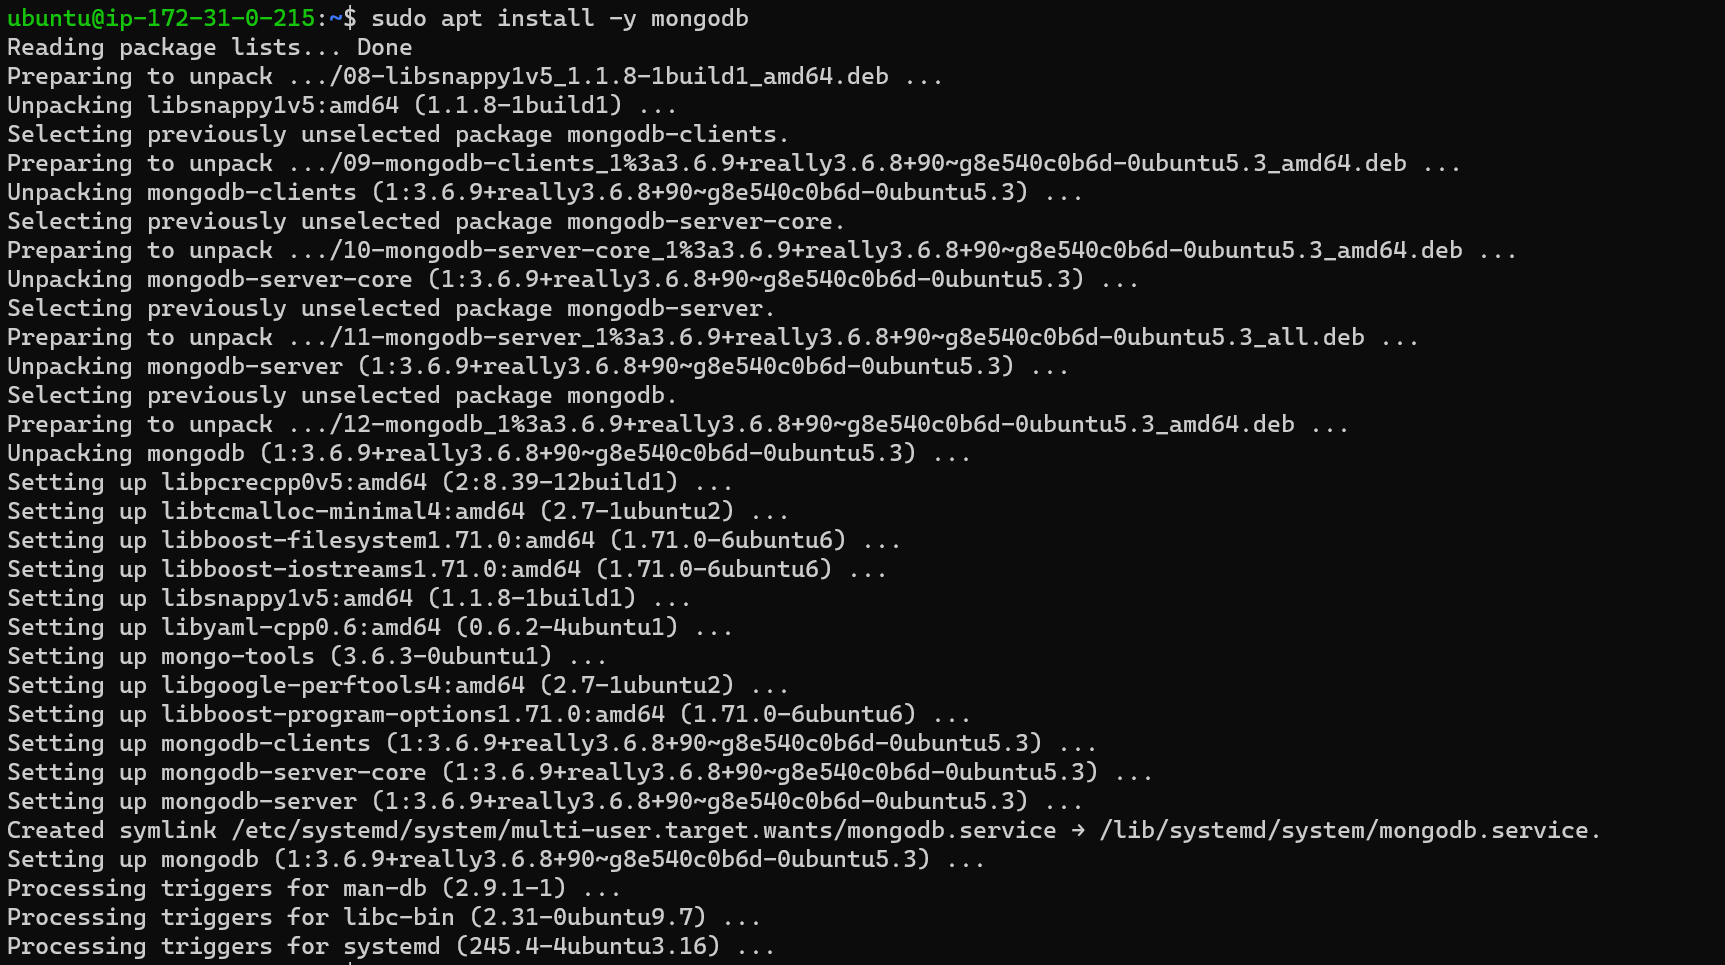 ubuntu@ip-172-31-0-215:~$ sudo apt install -y mongodb
Reading package lists... Done
Preparing to unpack .../08-libsnappy1v5_1.1.8-1build1_amd64.deb ...
Unpacking libsnappy1v5:amd64 (1.1.8-1build1) ...
Selecting previously unselected package mongodb-clients.
Preparing to unpack .../09-mongodb-clients_1%3a3.6.9+really3.6.8+90~g8e540c0b6d-0ubuntu5.3_amd64.deb ...
Unpacking mongodb-clients (1:3.6.9+really3.6.8+90~g8e540c0b6d-0ubuntu5.3) ...
Selecting previously unselected package mongodb-server-core.
Preparing to unpack .../10-mongodb-server-core_1%3a3.6.9+really3.6.8+90~g8e540c0b6d-0ubuntu5.3_amd64.deb ...
Unpacking mongodb-server-core (1:3.6.9+really3.6.8+90~g8e540c0b6d-0ubuntu5.3) ...
Selecting previously unselected package mongodb-server.
Preparing to unpack .../11-mongodb-server_1%3a3.6.9+really3.6.8+90~g8e540c0b6d-0ubuntu5.3_all.deb ...
Unpacking mongodb-server (1:3.6.9+really3.6.8+90~g8e540c0b6d-0ubuntu5.3) ...
Selecting previously unselected package mongodb.
Preparing to unpack .../12-mongodb_1%3a3.6.9+really3.6.8+90~g8e540c0b6d-0ubuntu5.3_amd64.deb ...
Unpacking mongodb (1:3.6.9+really3.6.8+90~g8e540c0b6d-0ubuntu5.3) ...
Setting up libpcrecpp0v5:amd64 (2:8.39-12build1) ...
Setting up libtcmalloc-minimal4:amd64 (2.7-1ubuntu2) ...
Setting up libboost-filesystem1.71.0:amd64 (1.71.0-6ubuntu6) ...
Setting up libboost-iostreams1.71.0:amd64 (1.71.0-6ubuntu6) ...
Setting up libsnappy1v5:amd64 (1.1.8-1build1) ...
Setting up libyaml-cpp0.6:amd64 (0.6.2-4ubuntu1) ...
Setting up mongo-tools (3.6.3-0ubuntu1) ...
Setting up libgoogle-perftools4:amd64 (2.7-1ubuntu2) ...
Setting up libboost-program-options1.71.0:amd64 (1.71.0-6ubuntu6) ...
Setting up mongodb-clients (1:3.6.9+really3.6.8+90~g8e540c0b6d-0ubuntu5.3) ...
Setting up mongodb-server-core (1:3.6.9+really3.6.8+90~g8e540c0b6d-0ubuntu5.3) ...
Setting up mongodb-server (1:3.6.9+really3.6.8+90~g8e540c0b6d-0ubuntu5.3) ...
Created symlink /etc/systemd/system/multi-user.target.wants/mongodb.service → /lib/systemd/system/mongodb.service.
Setting up mongodb (1:3.6.9+really3.6.8+90~g8e540c0b6d-0ubuntu5.3) ...
Processing triggers for man-db (2.9.1-1) ...
Processing triggers for libc-bin (2.31-0ubuntu9.7) ...
Processing triggers for systemd (245.4-4ubuntu3.16) ...